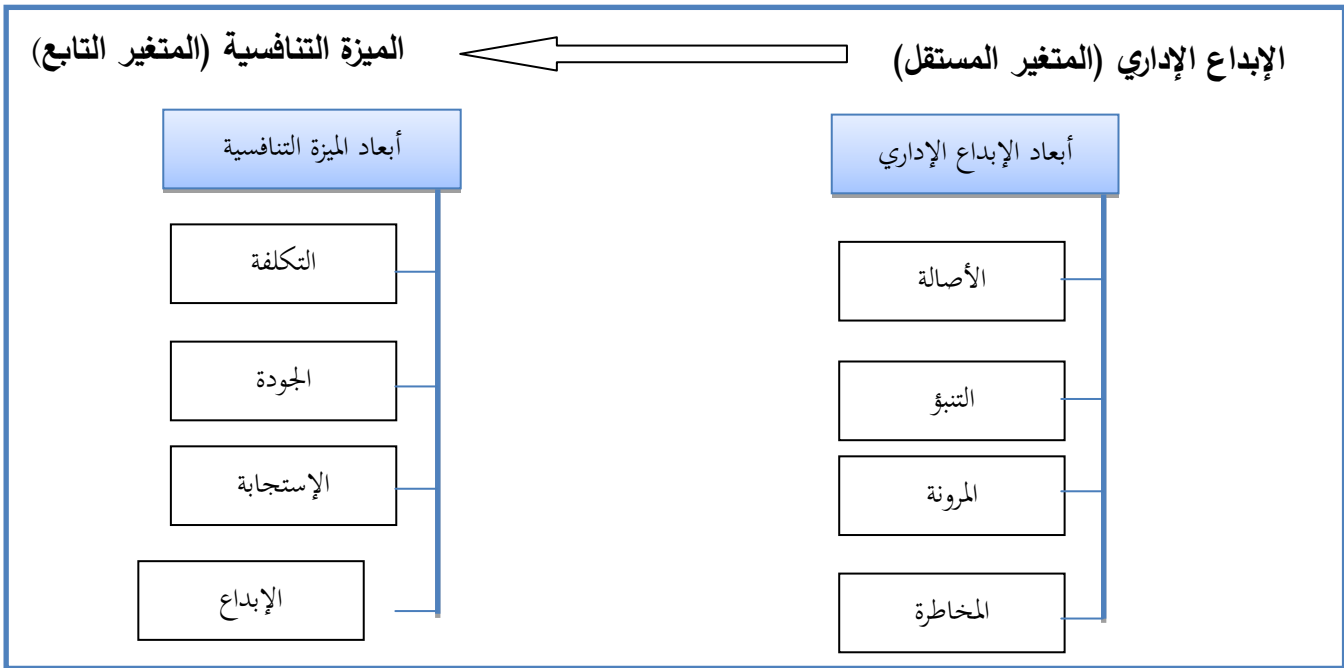 الإبداع الإداري (المتغير المستقل)
الميزة التنافسية (المتغير التابع)
أبعاد الإبداع الإداري
الأصالة
التنبؤ
المرونة
المخاطرة
أبعاد الميزة التنافسية
التكلفة
الجودة
الإستجابة
الإبداع